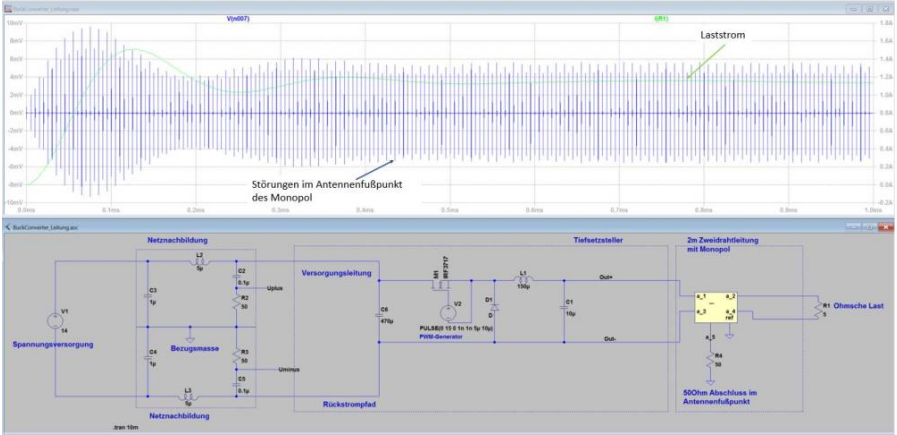 BuckConverter_Leitung.raw
V(n007)
I(R1)
10mV
8mV
6mV
4mV
2mV
0mV
-2mV
-4mV
-6mV
-8mV
-10mV
1.8A
1.6A
1.4A
1.2A
1.0A
0.8A
0.6A
0.4A
0.2A
0.0A
-0.2A
Laststrom
Störungen im Antennenfußpunkt
des Monopol
0.0ms
0.1ms
0.2ms
0.3ms
0.4ms
0.5ms
0.6ms
0.7ms
0.8ms
0.9ms
1.0ms
BuckConverter_Leitung.asc
Netznachbildung
L2
5µ
C3
1µ
C2
0.1µ
R2
50
Uplus
V1
14
Spannungsversorgung
Bezugsmasse
C4
1µ
R3
50
Uminus
C5
0.1µ
L3
5µ
Netznachbildung
.tran 10m
Tiefsetzsteller
Versorgungsleitung
C6
470µ
M1
IRF3717
V2
PULSE(0 15 0 1n 1n 5µ 10µ)
PWM-Generator
D1
D
L1
150µ
C1
10µ
Out+
Out-
Rückstrompfad
2m Zweidrahtleitung
mit Monopol
a_1
a_2
a_3
a_4
ref
a_5
R1
5
Ohmsche Last
R4
50
50Ohm Abschluss im
Antennenfußpunkt